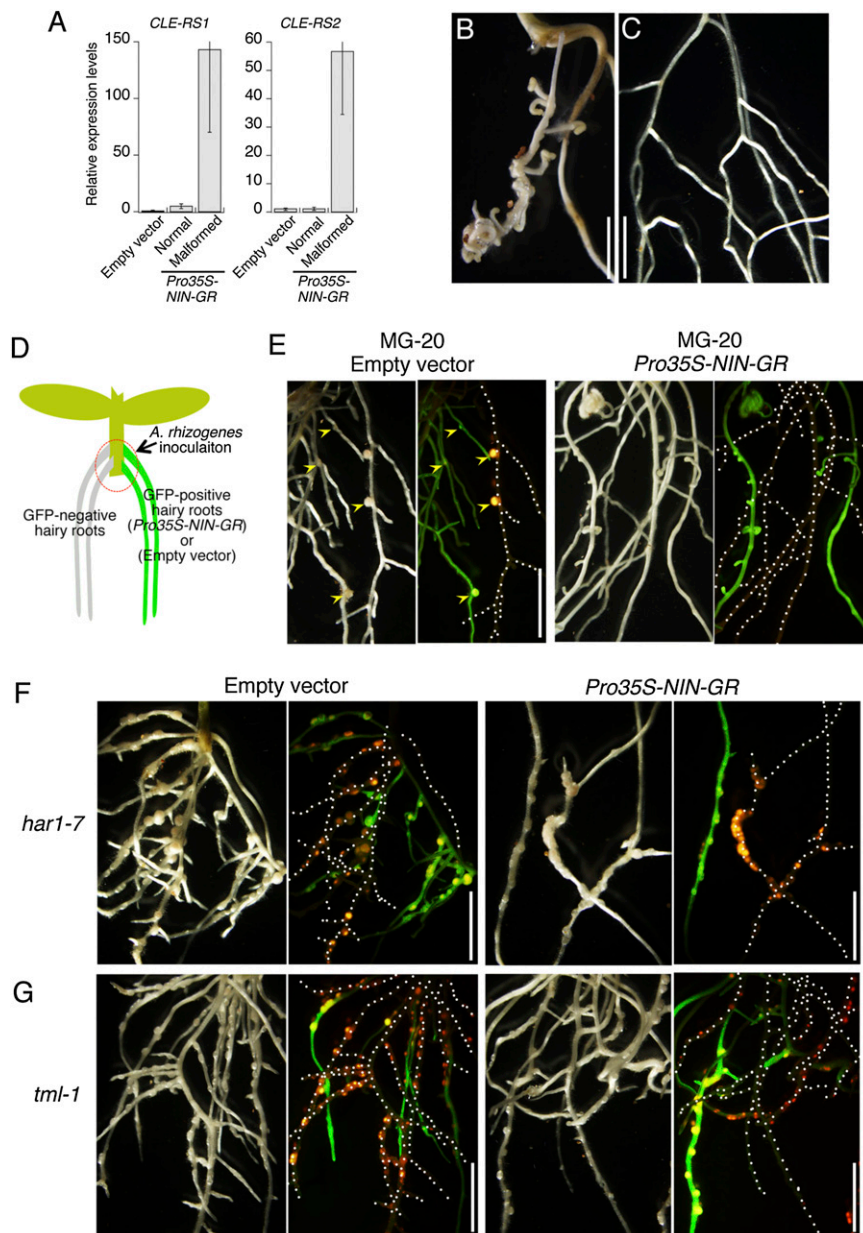 A
CLE-RS1
CLE-RS2
Relative expression levels
150
100
50
0
60
50
40
30
20
10
0
Empty vector
Normal
Malformed
Pro35S-
NIN-GR
Empty vector
Normal
Malformed
Pro35S-
NIN-GR
B
C
D
A. rhizogenes
inoculaiton
GFP-negative
hairy roots
GFP-positive
hairy roots
(Pro35S-NIN-GR)
or
(Empty vector)
E
MG-20
Empty vector
MG-20
Pro35S-NIN-GR
F
Empty vector
Pro35S-NIN-GR
har1-7
G
tml-1